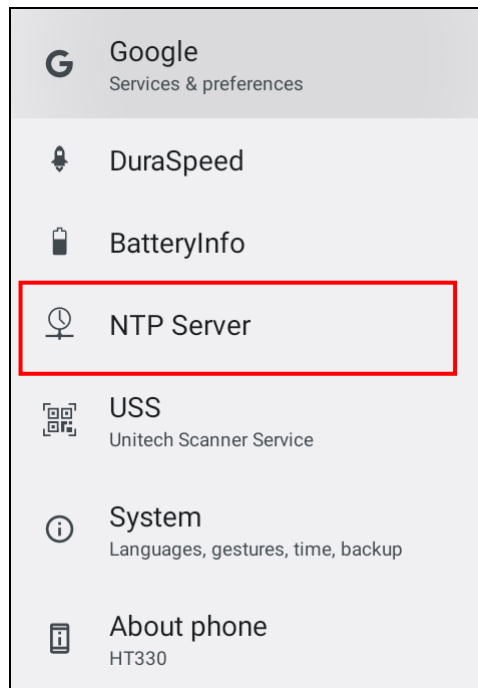 Google
Services & preferences
DuraSpeed
BatteryInfo
NTP Server
USS
Unitech Scanner Service
System
Languages, gestures, time, backup
About phone
HT330